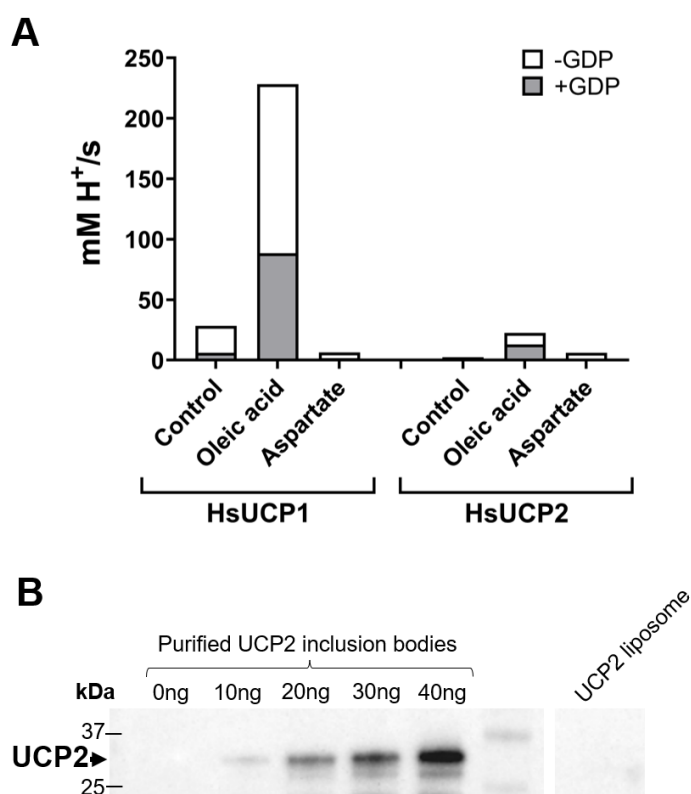 A
250
200
150
100
50
0
mM H⁺/s
-GDP
+GDP
Control
Oleic acid
Aspartate
Control
Oleic acid
Aspartate
HsUCP1
HsUCP2
B
Purified UCP2 inclusion bodies
UCP2 liposome
kDa 0ng 10ng 20ng 30ng 40ng
37
UCP2
25